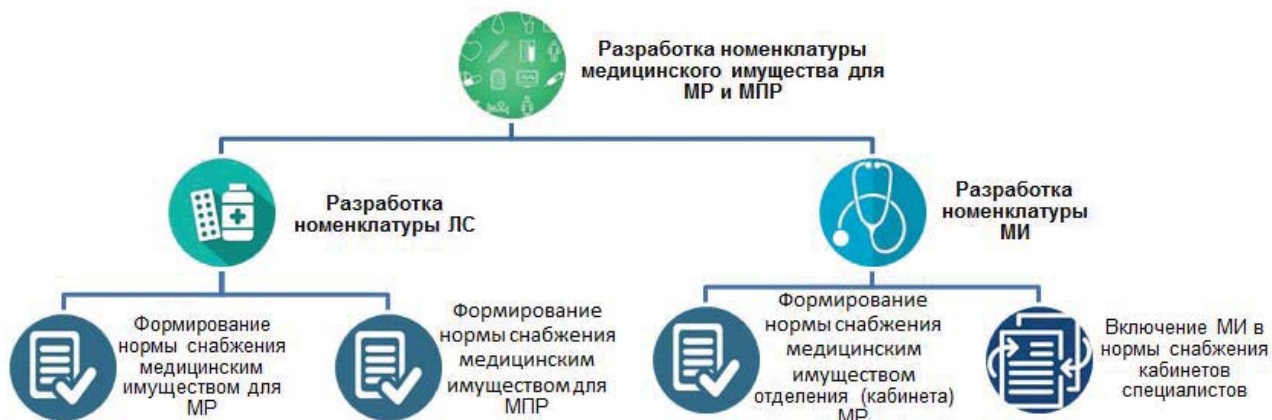 Разработка номенклатуры
медицинского имущества для
МР и МПР
Разработка
номенклатуры ЛС
Разработка
номенклатуры
МИ
Формирование
нормы снабжения
медицинским
имуществом для
МР
Формирование
нормы снабжения
медицинским
имуществом для
МПР
Формирование
нормы снабжения
медицинским
имуществом
отделения (кабинета)
МР
Включение МИ в
нормы снабжения
кабинетов
специалистов